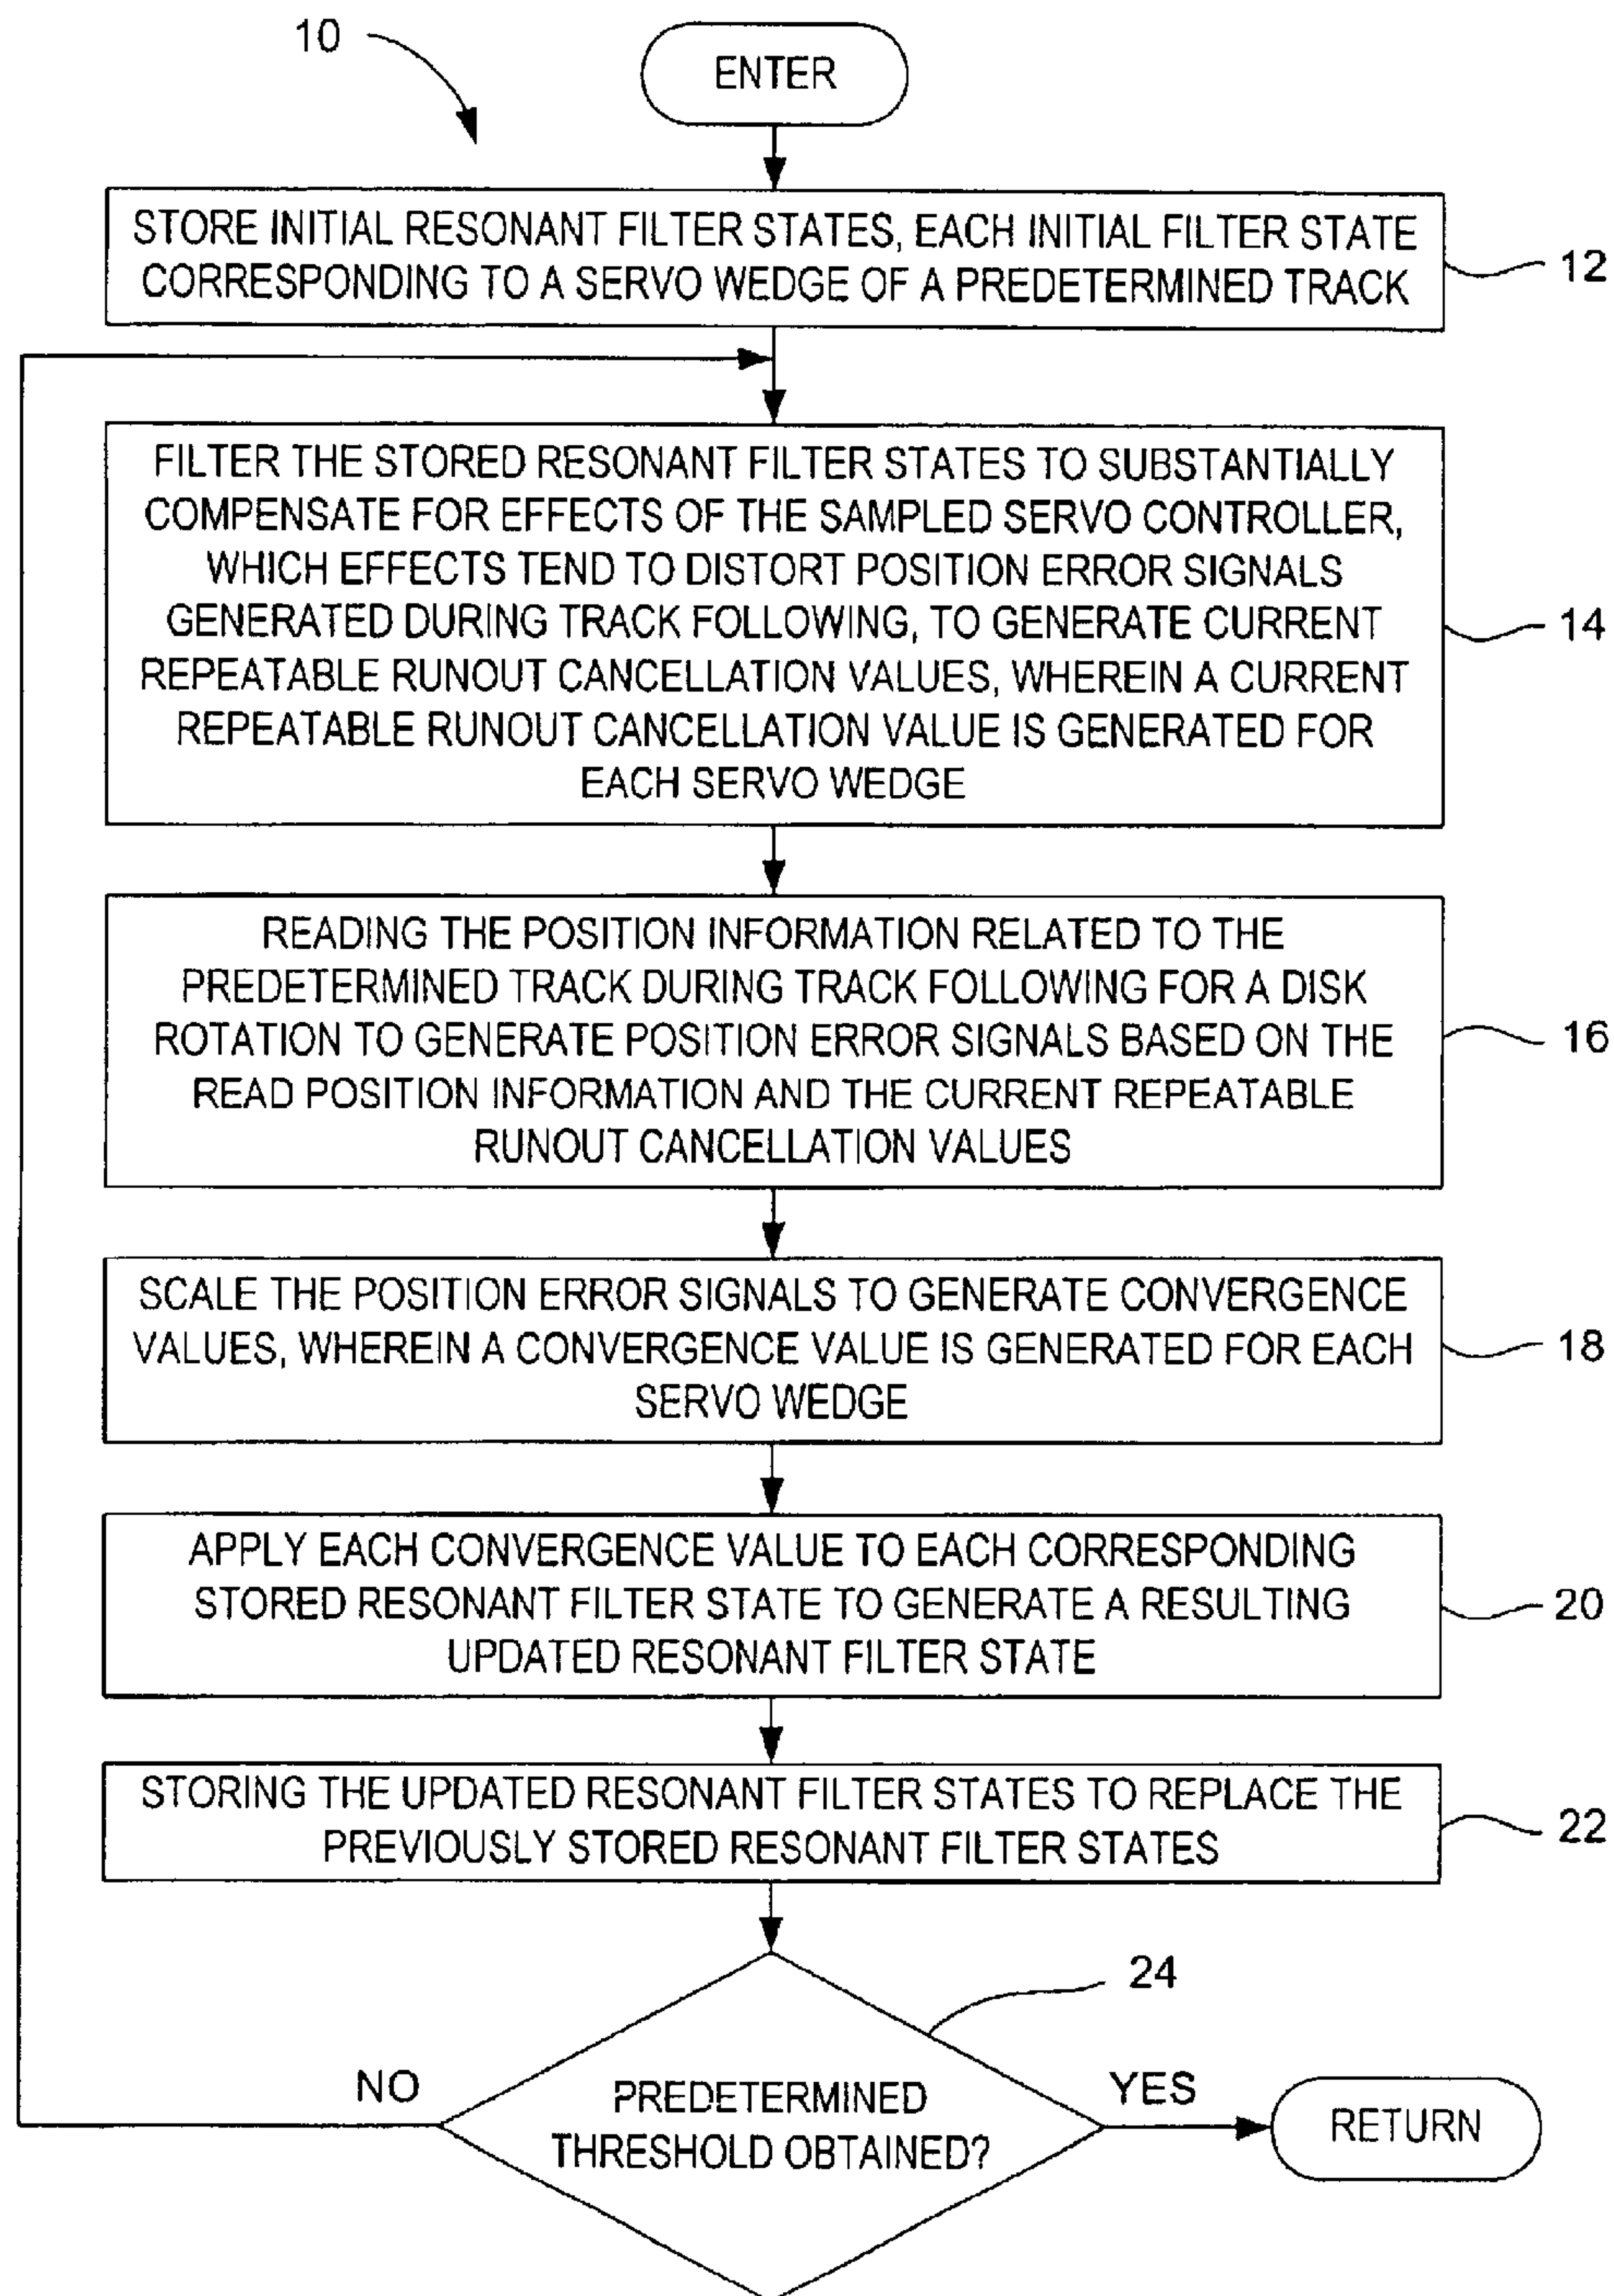 10
ENTER
STORE INITIAL RESONANT FILTER STATES, EACH INITIAL FILTER STATE
CORRESPONDING TO A SERVO WEDGE OF A PREDETERMINED TRACK
12
FILTER THE STORED RESONANT FILTER STATES TO SUBSTANTIALLY
COMPENSATE FOR EFFECTS OF THE SAMPLED SERVO CONTROLLER,
WHICH EFFECTS TEND TO DISTORT POSITION ERROR SIGNALS
GENERATED DURING TRACK FOLLOWING, TO GENERATE CURRENT
REPEATABLE RUNOUT CANCELLATION VALUES, WHEREIN A CURRENT
REPEATABLE RUNOUT CANCELLATION VALUE IS GENERATED FOR
EACH SERVO WEDGE
14
READING THE POSITION INFORMATION RELATED TO THE
PREDETERMINED TRACK DURING TRACK FOLLOWING FOR A DISK
ROTATION TO GENERATE POSITION ERROR SIGNALS BASED ON THE
READ POSITION INFORMATION AND THE CURRENT REPEATABLE
RUNOUT CANCELLATION VALUES
16
SCALE THE POSITION ERROR SIGNALS TO GENERATE CONVERGENCE
VALUES, WHEREIN A CONVERGENCE VALUE IS GENERATED FOR EACH
SERVO WEDGE
18
APPLY EACH CONVERGENCE VALUE TO EACH CORRESPONDING
STORED RESONANT FILTER STATE TO GENERATE A RESULTING
UPDATED RESONANT FILTER STATE
20
STORING THE UPDATED RESONANT FILTER STATES TO REPLACE THE
PREVIOUSLY STORED RESONANT FILTER STATES
22
24
NO
PREDETERMINED
THRESHOLD OBTAINED?
YES
RETURN